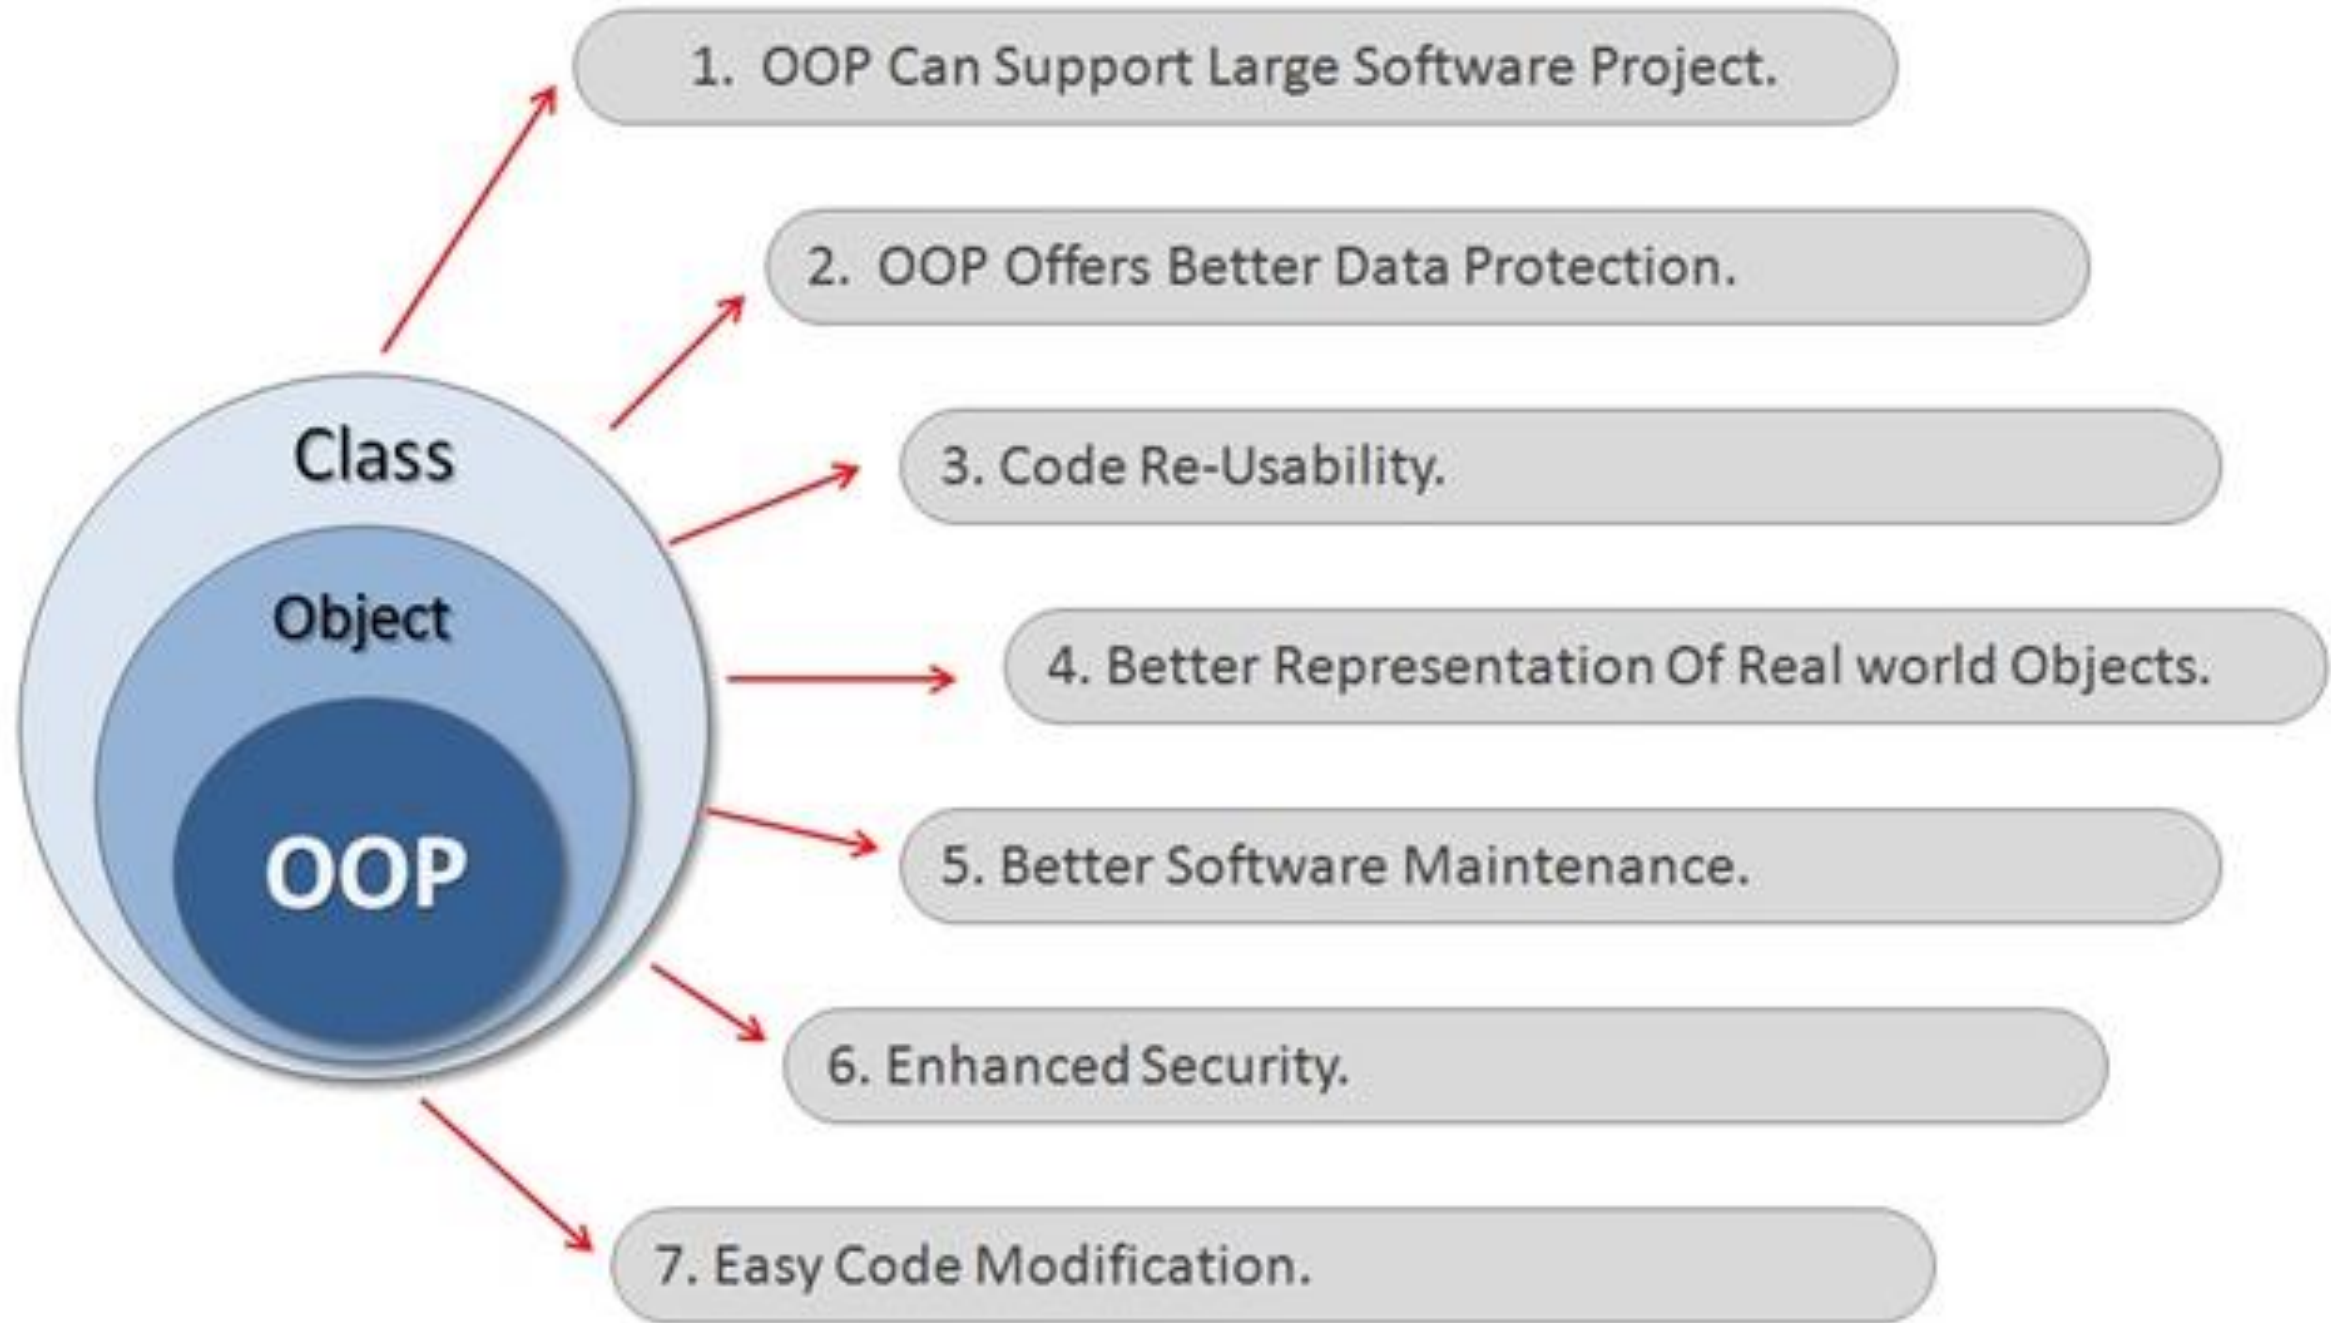 1. OOP Can Support Large Software Project.
2. OOP Offers Better Data Protection.
Class
3. Code Re-Usability.
Object
4. Better Representation Of Real world Objects.
OOP
5. Better Software Maintenance.
6. Enhanced Security.
7. Easy Code Modification.